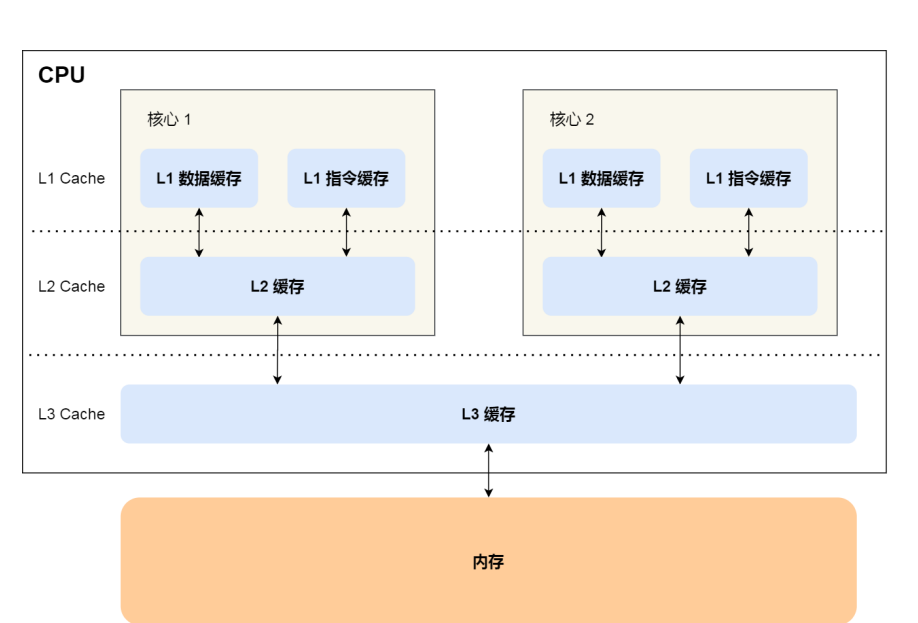 CPU
核心 1
核心 2
L1 Cache
L1 数据缓存
L1 指令缓存
L1 数据缓存
L1 指令缓存
L2 Cache
L2 缓存
L2 缓存
L3 Cache
L3 缓存
内存